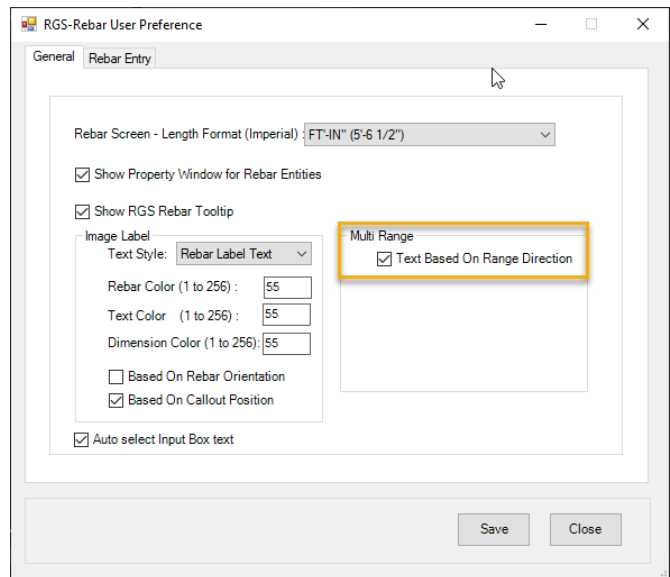 RGS-Rebar User Preference
General Rebar Entry
Rebar Screen - Length Format (Imperial) : FT'-IN" (5'-6 1/2")
Show Property Window for Rebar Entities
Show RGS Rebar Tooltip
Image Label
Text Style: Rebar Label Text
Rebar Color (1 to 256) : 55
Text Color (1 to 256) : 55
Dimension Color (1 to 256): 55
Based On Rebar Orientation
Based On Callout Position
Multi Range
Text Based On Range Direction
Auto select Input Box text
Save Close